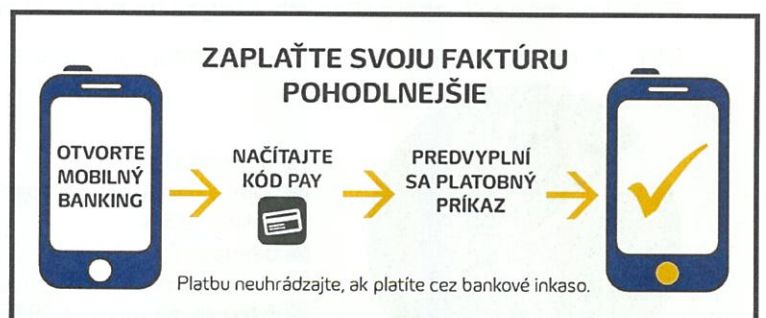 ZAPLAŤTE SVOJU FAKTÚRU
POHODLNEJŠIE
OTVORTE
MOBILNÝ
BANKING
NAČÍTAJTE
KÓD PAY
PREDVYPLNÍ
SA PLATOBNÝ
PRÍKAZ
Platbu neuhrádzajte, ak platíte cez bankové inkaso.